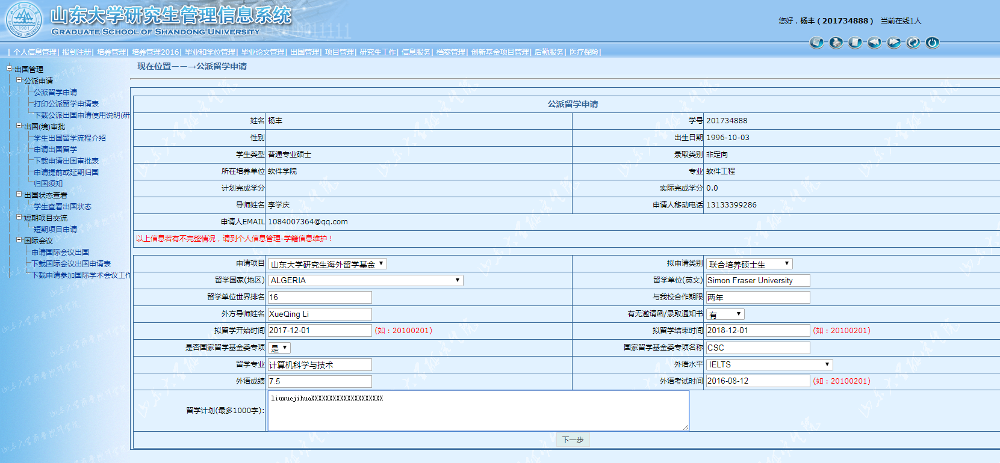 山东大学研究生管理信息系统
GRADUATE SCHOOL OF SHANDONG UNIVERSITY
1901
您好，杨丰（201734888） 当前在线1人
| 个人信息管理| 报到注册| 培养管理| 培养管理2016| 毕业和学位管理| 毕业论文管理| 出国管理| 项目管理| 研究生工作| 信息服务| 档案管理| 创新基金项目管理| 后勤服务| 医疗保险|
出国管理
公派申请
公派留学申请
打印公派留学申请表
下载公派出国申请使用说明(研
出国(境)审批
学生出国留学流程介绍
申请出国留学
下载申请出国审批表
申请提前或延期归国
归国须知
出国状态查看
学生查看出国状态
短期项目交流
短期项目申请
国际会议
申请国际会议出国
下载国际会议出国申请表
下载申请参加国际学术会议工作
现在位置－－→公派留学申请
公派留学申请
姓名 杨丰 学号 201734888
性别 出生日期 1996-10-03
学生类型 普通专业硕士 录取类别 非定向
所在培养单位 软件学院 专业 软件工程
计划完成学分 实际完成学分 0.0
导师姓名 李学庆 申请人移动电话 13133399286
申请人EMAIL 1084007364@qq.com
以上信息若有不完整情况，请到个人信息管理-学籍信息维护！
申请项目 山东大学研究生海外留学基金 拟申请类别 联合培养硕士生
留学国家(地区) ALGERIA 留学单位(英文) Simon Fraser University
留学单位世界排名 16 与我校合作期限 两年
外方导师姓名 XueQing Li 有无邀请函/录取通知书 有
拟留学开始时间 2017-12-01 (如：20100201) 拟留学结束时间 2018-12-01 (如：20100201)
是否国家留学基金委专项 是 国家留学基金委专项名称 CSC
留学专业 计算机科学与技术 外语水平 IELTS
外语成绩 7.5 外语考试时间 2016-08-12 (如：20100201)
留学计划(最多1000字): liuxuejihuaXXXXXXXXXXXXXXXXXXXX
下一步